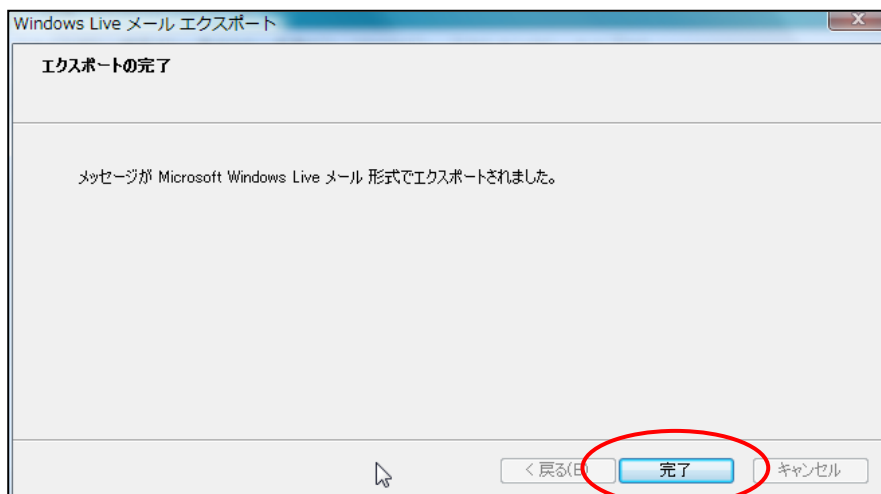 Windows Live メール エクスポート
エクスポートの完了
メッセージが Microsoft Windows Live メール 形式でエクスポートされました。
< 戻る(B
完了
キャンセル